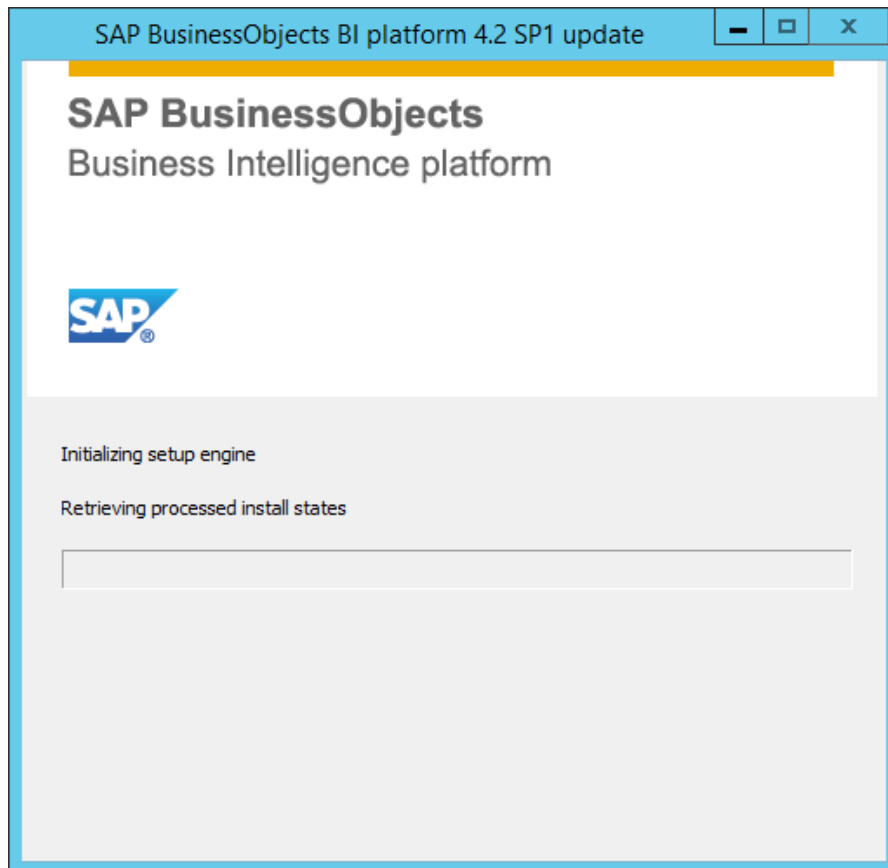 SAP BusinessObjects BI platform 4.2 SP1 update
SAP BusinessObjects
Business Intelligence platform
SAP®
Initializing setup engine
Retrieving processed install states